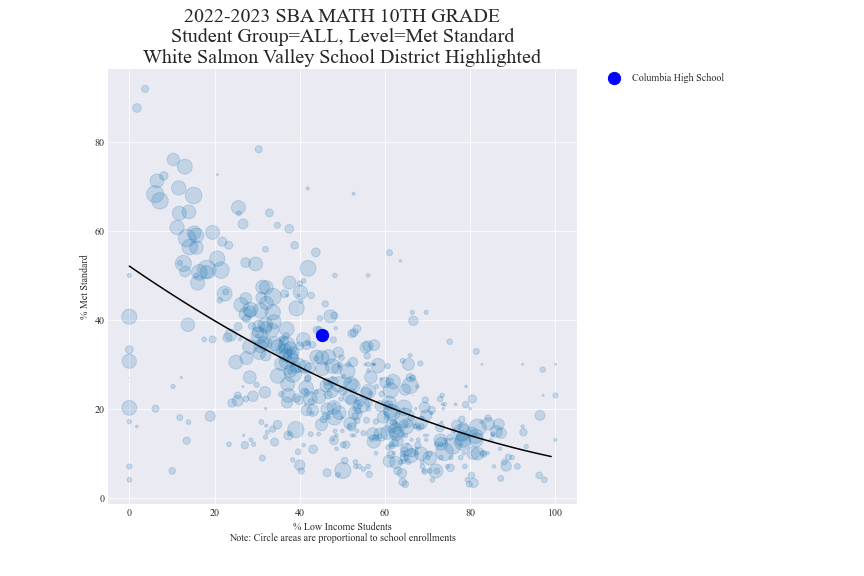 2022-2023 SBA MATH 10TH GRADE
Student Group=ALL, Level=Met Standard
White Salmon Valley School District Highlighted
Columbia High School
80
60
40
20
0
% Met Standard
0 20 40 60 80 100
% Low Income Students
Note: Circle areas are proportional to school enrollments